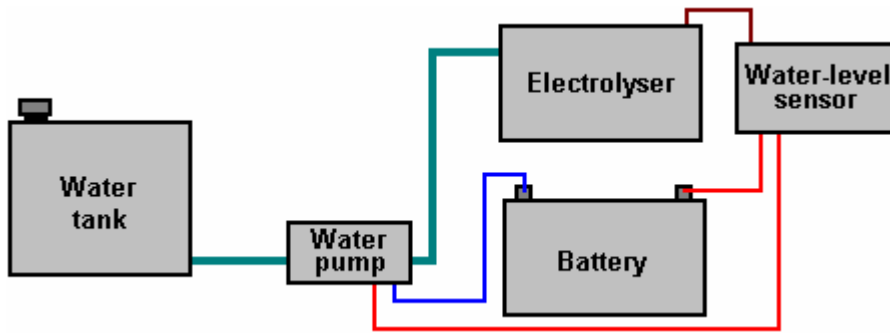 Electrolyser
Water-level
sensor
Water
tank
Water
pump
Battery